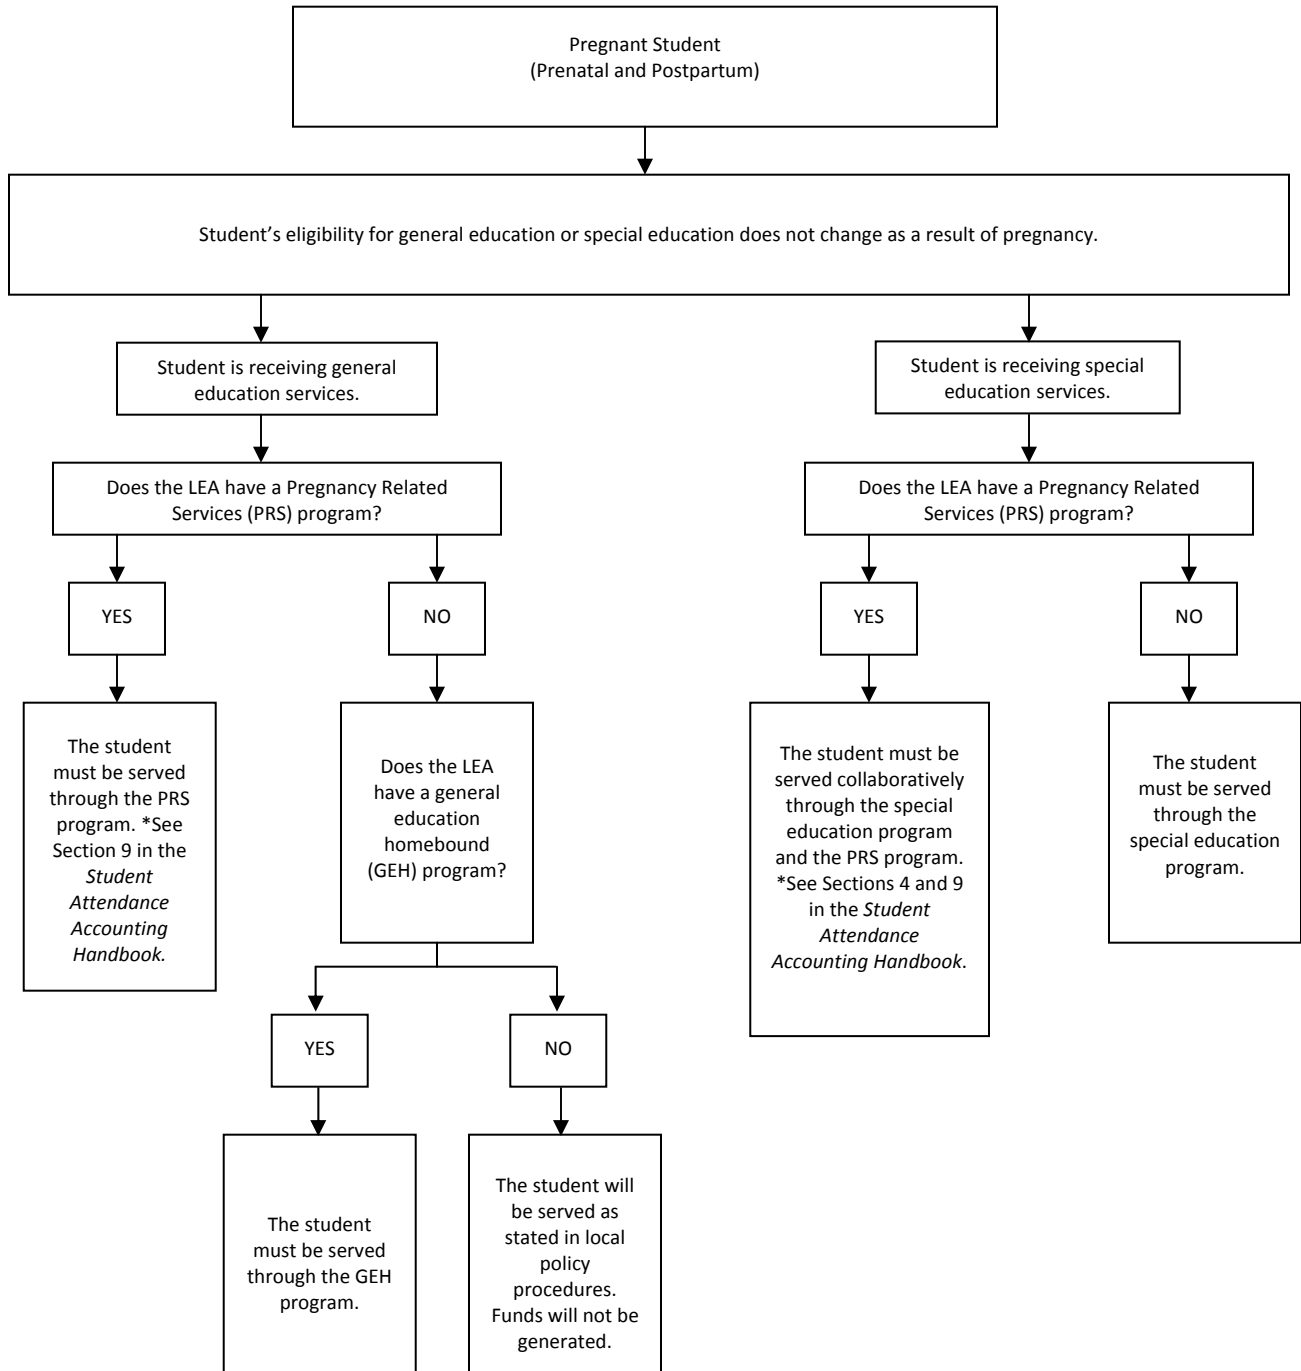 Pregnant Student
(Prenatal and Postpartum)
Student’s eligibility for general education or special education does not change as a result of pregnancy.
Student is receiving general
education services.
Student is receiving special
education services.
Does the LEA have a Pregnancy Related
Services (PRS) program?
Does the LEA have a Pregnancy Related
Services (PRS) program?
YES
NO
YES
NO
The student
must be served
through the PRS
program. *See
Section 9 in the
Student
Attendance
Accounting
Handbook.
Does the LEA
have a general
education
homebound
(GEH) program?
The student must be
served collaboratively
through the special
education program
and the PRS program.
*See Sections 4 and 9
in the Student
Attendance
Accounting Handbook.
The student
must be served
through the
special education
program.
YES
NO
The student
must be served
through the GEH
program.
The student will
be served as
stated in local
policy
procedures.
Funds will not be
generated.